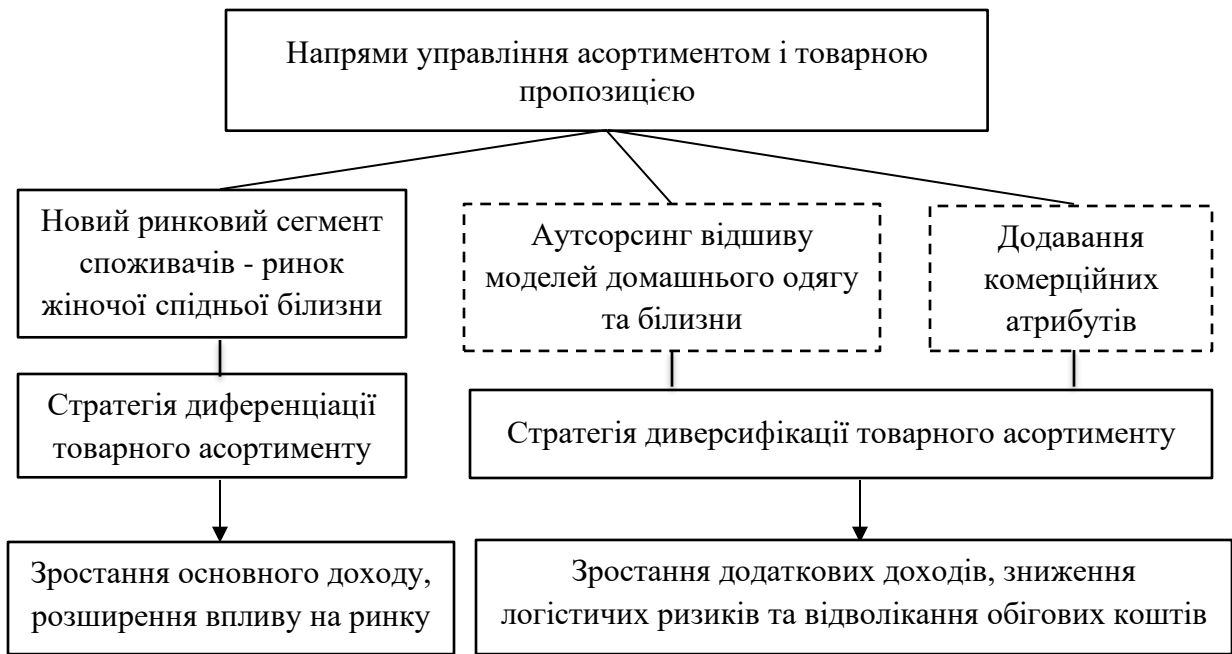 Напрями управління асортиментом і товарною
пропозицією
Новий ринковий сегмент
споживачів - ринок
жіночої спідньої білизни
Аутсорсинг відшиву
моделей домашнього одягу
та білизни
Додавання
комерційних
атрибутів
Стратегія диференціації
товарного асортименту
Стратегія диверсифікації товарного асортименту
Зростання основного доходу,
розширення впливу на ринку
Зростання додаткових доходів, зниження
логістичих ризиків та відволікання обігових коштів